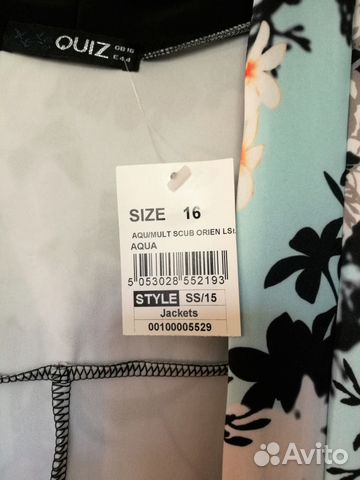 QUIZ
GB 16
E 44
SIZE 16
AQU/MULT SCUB ORIEN LSL
AQUA
5 053028 552193
STYLE SS/15
Jackets
00100005529
Avito